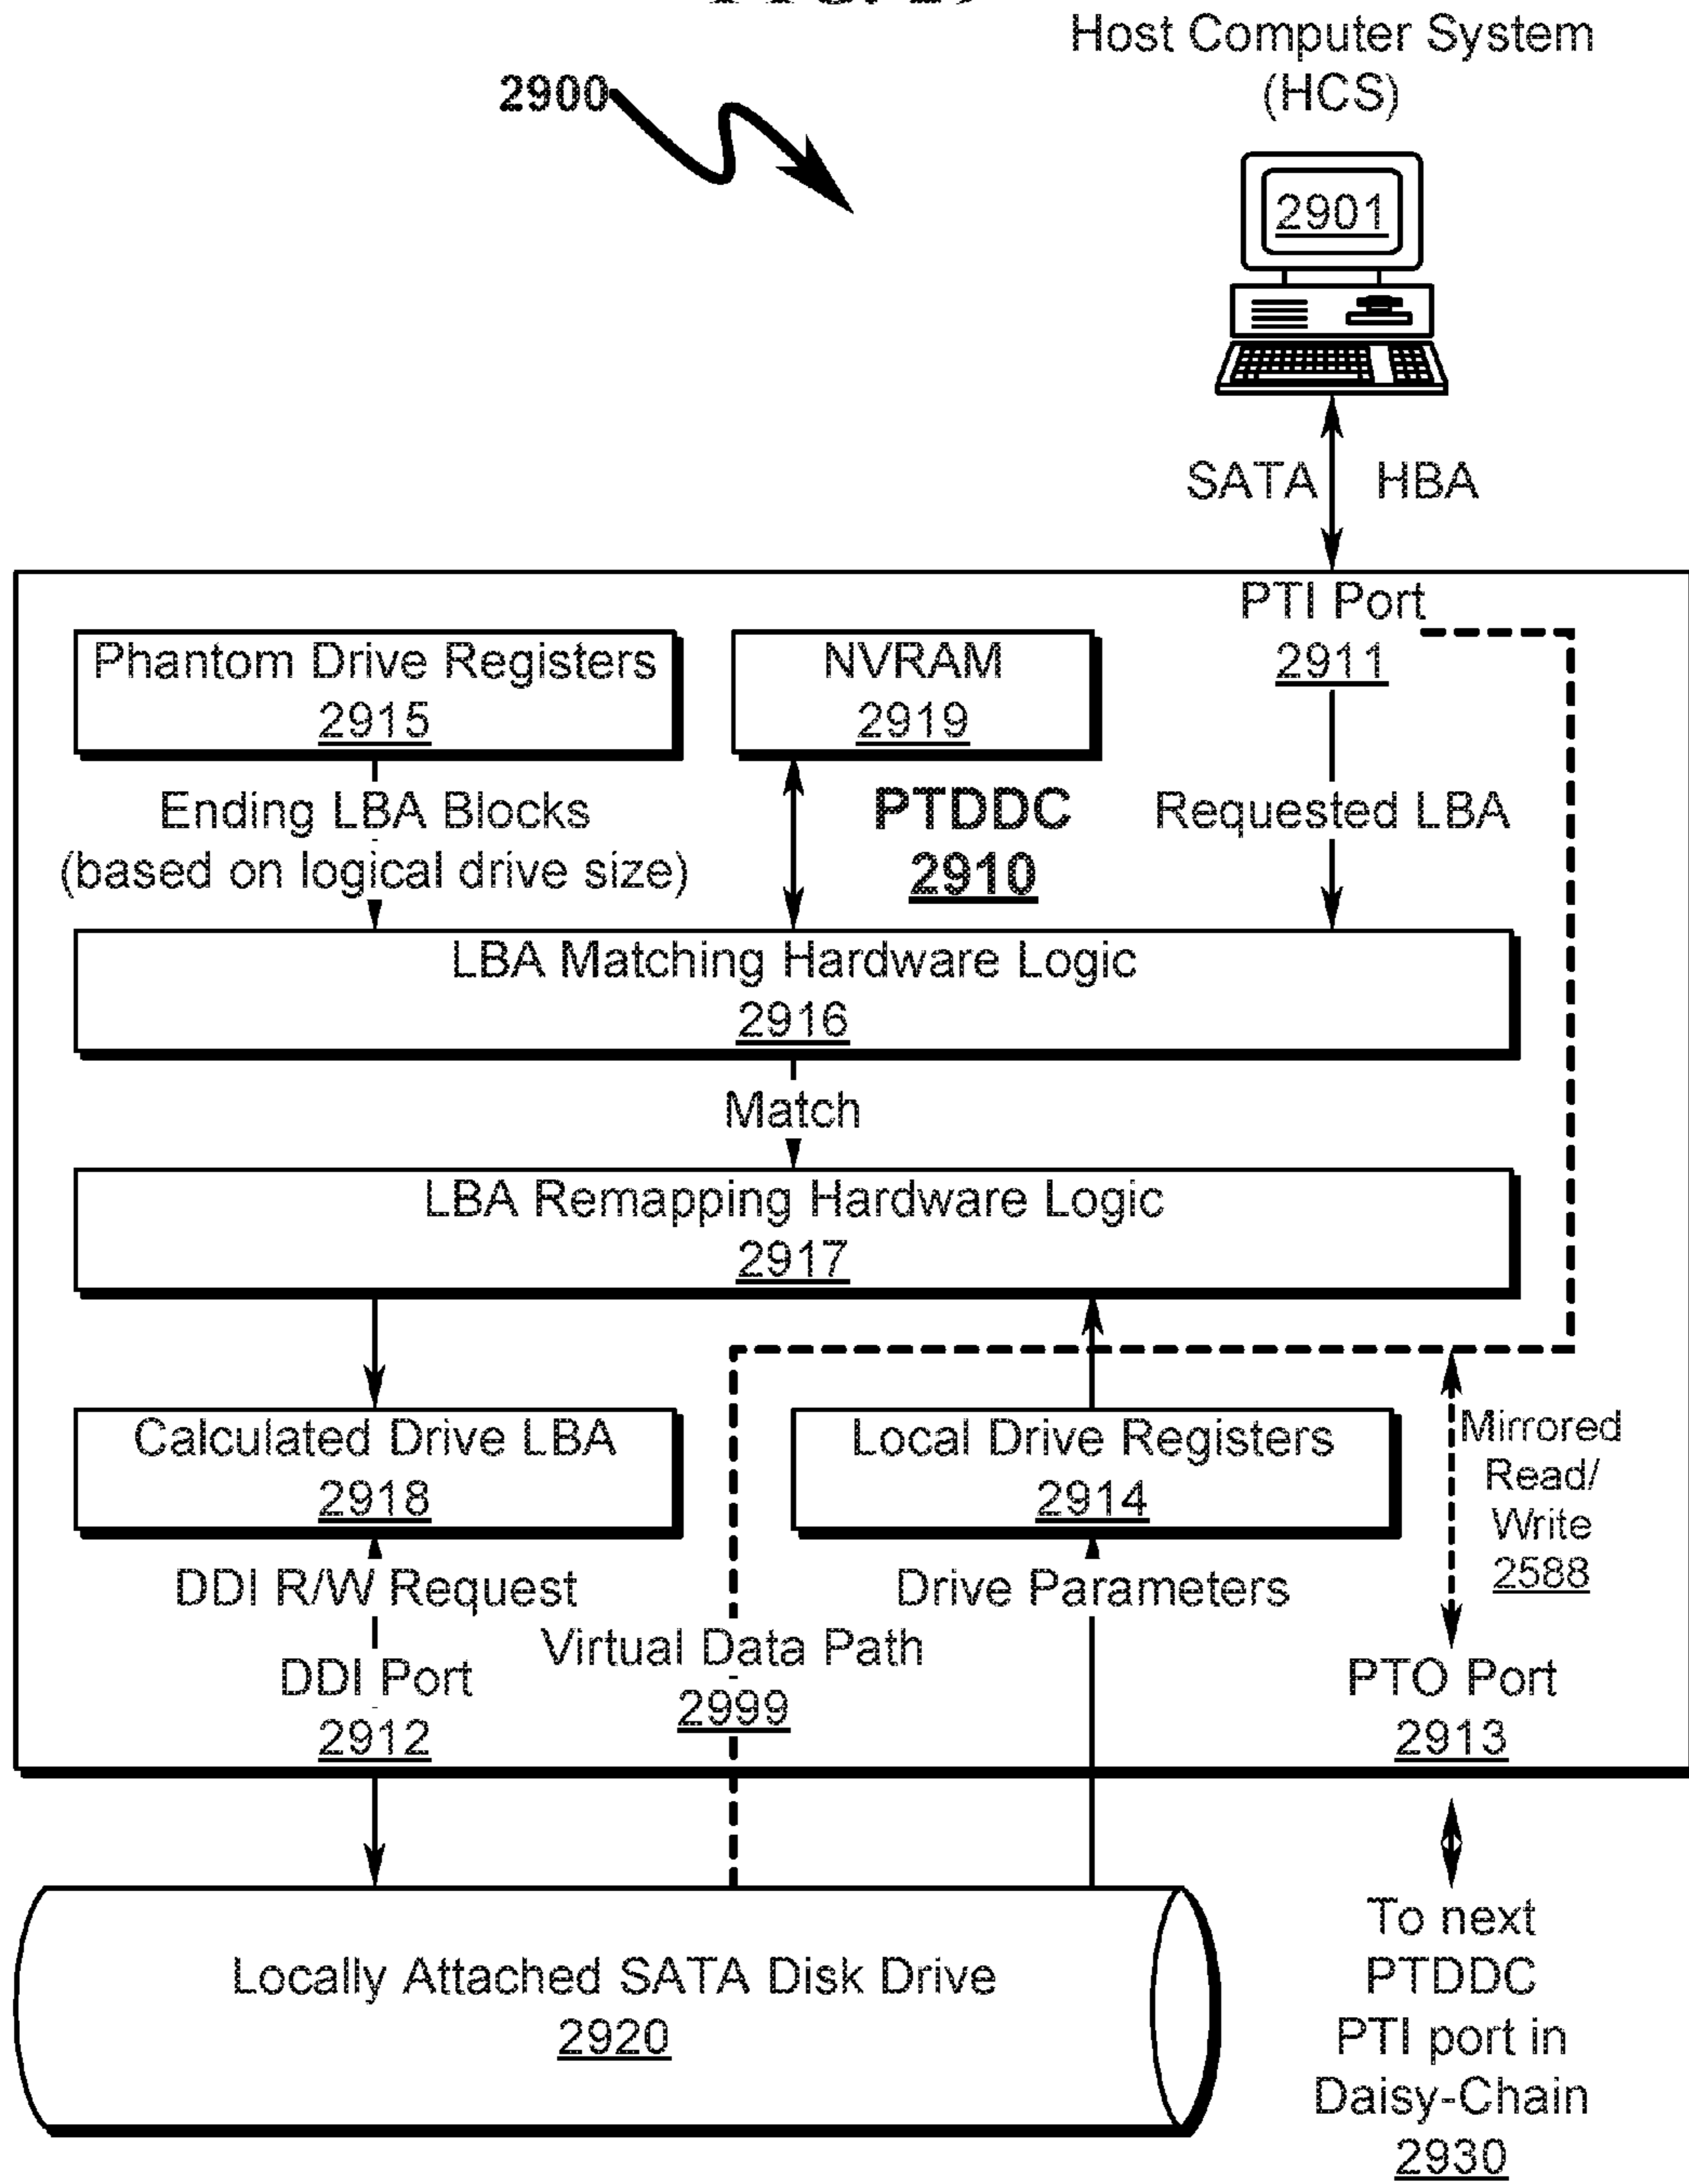 Host Computer System
(HCS)
2900
2901
SATA HBA
PTI Port
2911
Phantom Drive Registers
2915
NVRAM
2919
Ending LBA Blocks
(based on logical drive size)
PTDDC
2910
Requested LBA
LBA Matching Hardware Logic
2916
Match
LBA Remapping Hardware Logic
2917
Calculated Drive LBA
2918
Local Drive Registers
2914
Mirrored
Read/
Write
2588
DDI R/W Request
Drive Parameters
Virtual Data Path
2999
DDI Port
2912
PTO Port
2913
Locally Attached SATA Disk Drive
2920
To next
PTDDC
PTI port in
Daisy-Chain
2930